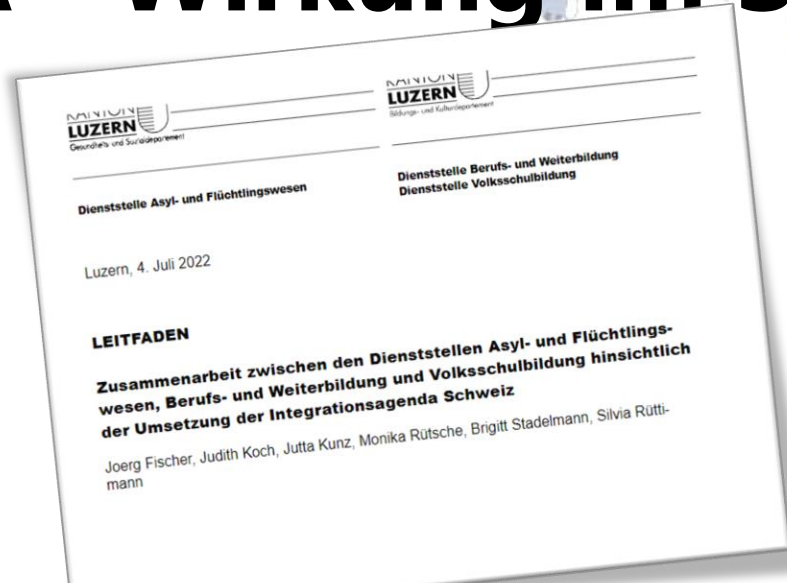 Wirkung im S
KANTON
LUZERN
Gesundheits- und Sozialdepartement
KANTON
LUZERN
Bildungs- und Kulturdepartement
Dienststelle Asyl- und Flüchtlingswesen
Dienststelle Berufs- und Weiterbildung
Dienststelle Volksschulbildung
Luzern, 4. Juli 2022
LEITFADEN
Zusammenarbeit zwischen den Dienststellen Asyl- und Flüchtlings-
wesen, Berufs- und Weiterbildung und Volksschulbildung hinsichtlich
der Umsetzung der Integrationsagenda Schweiz
Joerg Fischer, Judith Koch, Jutta Kunz, Monika Rütsche, Brigitt Stadelmann, Silvia Rütti-
mann